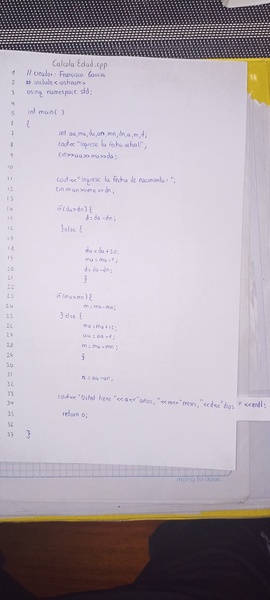 Calcula Edad.cpp
1 // creador: Francisco Garcia
2 # include <iostream>
3 using namespace std;
4
5 int main( )
6 {
7 int aa, ma, da, an, mn, dn, a, m, d;
8 cout<< "Ingrese la fecha actual:";
9 cin>>aa>>ma>>da;
10
11 cout<< "Ingrese la fecha de nacimiento: ";
12 cin>>an>>mn>>dn;
13
14 if(da>dn){
15 d=da-dn;
16 }else {
17
18 da=da+30;
19 ma=ma-1;
20 d=da-dn;
21 }
22
23 if(ma>mn){
24 m=ma-mn;
25 }else {
26 ma=ma+12;
27 aa=aa-1;
28 m=ma-mn;
29 }
30
31 a=aa-an;
32
33
34 cout<< "Usted tiene "<<a<<" años, "<<m<<" meses, "<<d<<" dias "<<endl;
35 return 0;
36
37 }